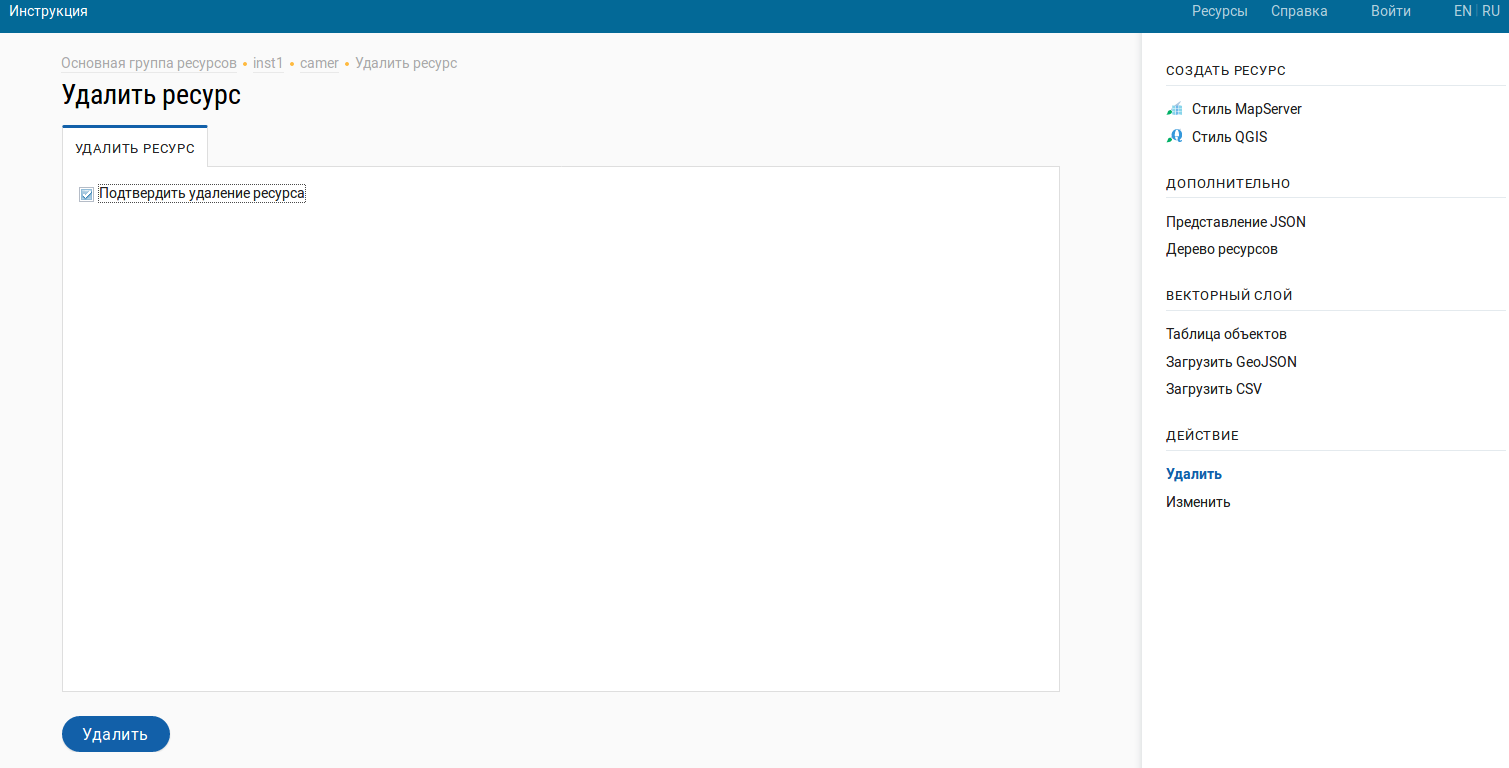 Инструкция
Ресурсы Справка Войти EN RU
Основная группа ресурсов • inst1 • camer • Удалить ресурс
Удалить ресурс
УДАЛИТЬ РЕСУРС
Подтвердить удаление ресурса
Удалить
СОЗДАТЬ РЕСУРС
Стиль MapServer
Стиль QGIS
ДОПОЛНИТЕЛЬНО
Представление JSON
Дерево ресурсов
ВЕКТОРНЫЙ СЛОЙ
Таблица объектов
Загрузить GeoJSON
Загрузить CSV
ДЕЙСТВИЕ
Удалить
Изменить